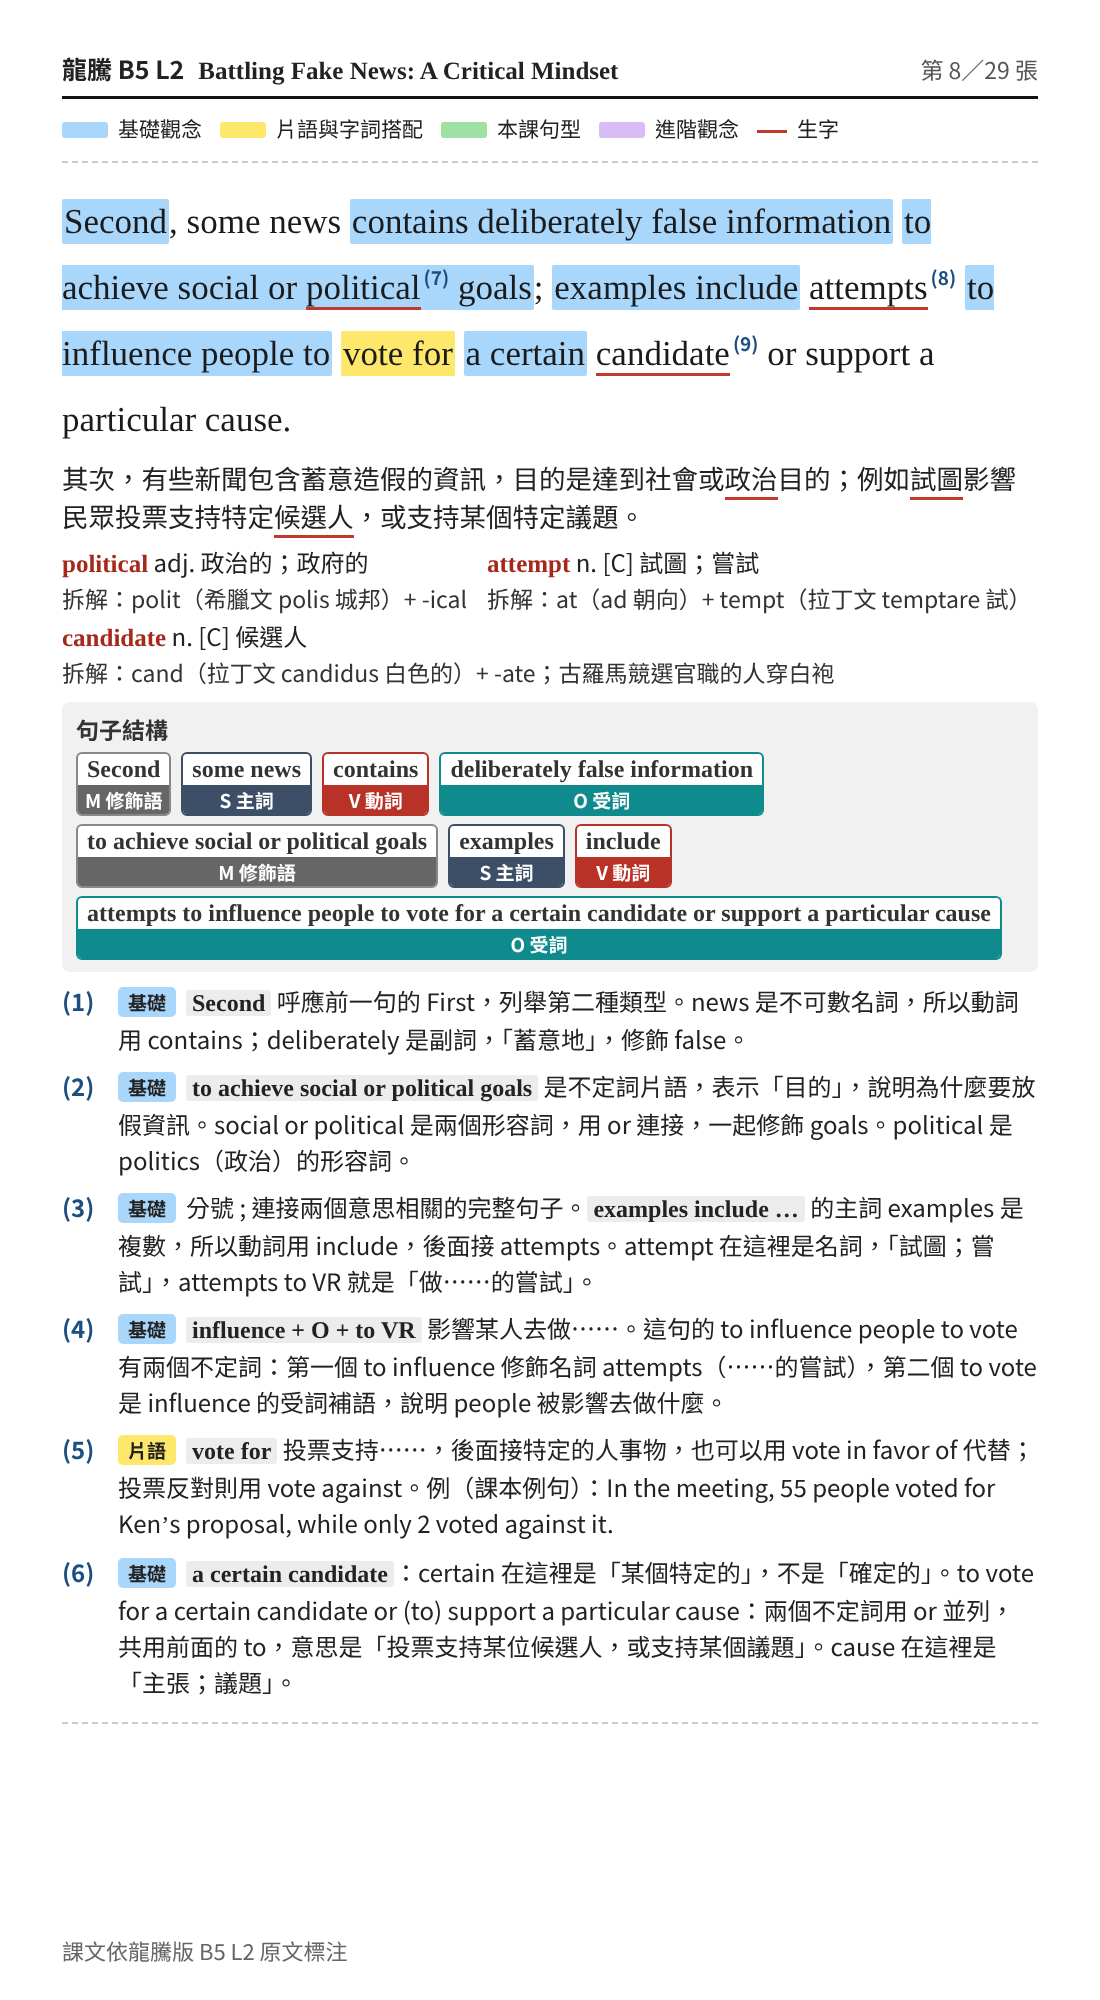 龍騰 B5 L2 Battling Fake News: A Critical Mindset 第 8／29 張
基礎觀念 片語與字詞搭配 本課句型 進階觀念 生字
Second, some news contains deliberately false information to
achieve social or political(7) goals; examples include attempts(8) to
influence people to vote for a certain candidate(9) or support a
particular cause.
其次，有些新聞包含蓄意造假的資訊，目的是達到社會或政治目的；例如試圖影響
民眾投票支持特定候選人，或支持某個特定議題。
political adj. 政治的；政府的 attempt n. [C] 試圖；嘗試
拆解：polit（希臘文 polis 城邦）+ -ical 拆解：at（ad 朝向）+ tempt（拉丁文 temptare 試）
candidate n. [C] 候選人
拆解：cand（拉丁文 candidus 白色的）+ -ate；古羅馬競選官職的人穿白袍
句子結構
Second some news contains deliberately false information
M 修飾語 S 主詞 V 動詞 O 受詞
to achieve social or political goals examples include
M 修飾語 S 主詞 V 動詞
attempts to influence people to vote for a certain candidate or support a particular cause
O 受詞
(1) 基礎 Second 呼應前一句的 First，列舉第二種類型。news 是不可數名詞，所以動詞
用 contains；deliberately 是副詞，「蓄意地」，修飾 false。
(2) 基礎 to achieve social or political goals 是不定詞片語，表示「目的」，說明為什麼要放
假資訊。social or political 是兩個形容詞，用 or 連接，一起修飾 goals。political 是
politics（政治）的形容詞。
(3) 基礎 分號 ; 連接兩個意思相關的完整句子。examples include … 的主詞 examples 是
複數，所以動詞用 include，後面接 attempts。attempt 在這裡是名詞，「試圖；嘗
試」，attempts to VR 就是「做⋯⋯的嘗試」。
(4) 基礎 influence + O + to VR 影響某人去做⋯⋯。這句的 to influence people to vote
有兩個不定詞：第一個 to influence 修飾名詞 attempts（⋯⋯的嘗試），第二個 to vote
是 influence 的受詞補語，說明 people 被影響去做什麼。
(5) 片語 vote for 投票支持⋯⋯，後面接特定的人事物，也可以用 vote in favor of 代替；
投票反對則用 vote against。例（課本例句）：In the meeting, 55 people voted for
Ken’s proposal, while only 2 voted against it.
(6) 基礎 a certain candidate：certain 在這裡是「某個特定的」，不是「確定的」。to vote
for a certain candidate or (to) support a particular cause：兩個不定詞用 or 並列，
共用前面的 to，意思是「投票支持某位候選人，或支持某個議題」。cause 在這裡是
「主張；議題」。
課文依龍騰版 B5 L2 原文標注